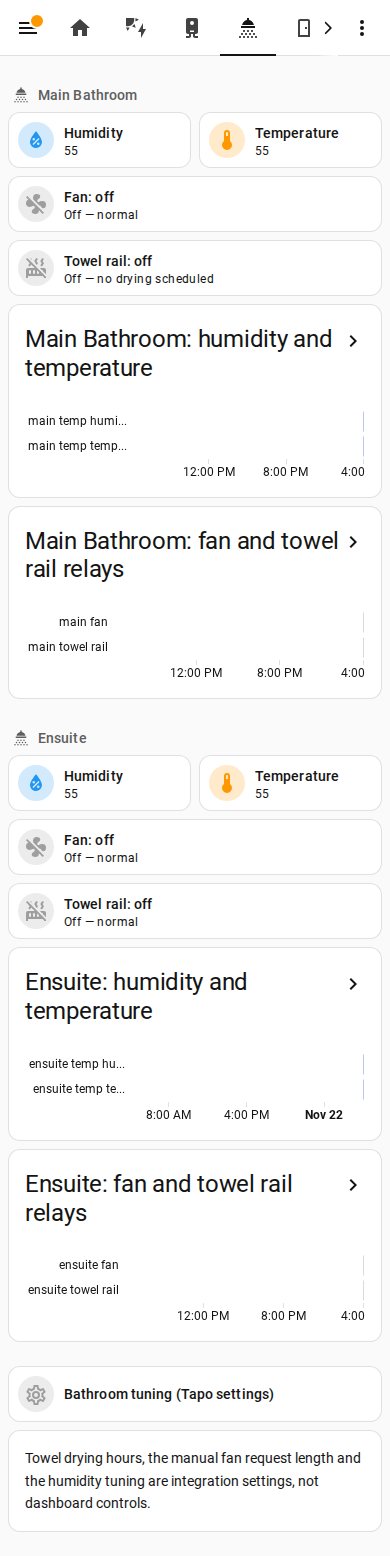 Main Bathroom
Humidity
55
Temperature
55
Fan: off
Off – normal
Towel rail: off
Off – no drying scheduled
Main Bathroom: humidity and
temperature
main temp humi...
main temp temp...
12:00 PM 8:00 PM 4:00
Main Bathroom: fan and towel
rail relays
main fan
main towel rail
12:00 PM 8:00 PM 4:00
Ensuite
Humidity
55
Temperature
55
Fan: off
Off – normal
Towel rail: off
Off – normal
Ensuite: humidity and
temperature
ensuite temp hu...
ensuite temp te...
8:00 AM 4:00 PM Nov 22
Ensuite: fan and towel rail
relays
ensuite fan
ensuite towel rail
12:00 PM 8:00 PM 4:00
Bathroom tuning (Tapo settings)
Towel drying hours, the manual fan request length and
the humidity tuning are integration settings, not
dashboard controls.